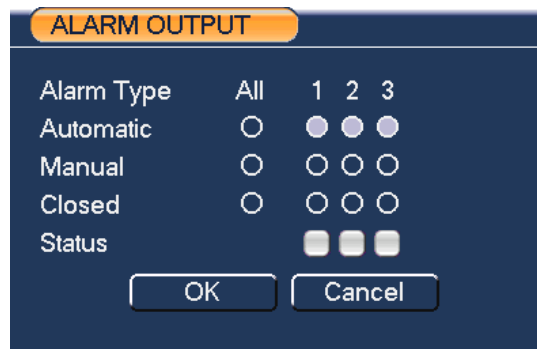 ALARM OUTPUT
Alarm Type All 1 2 3
Automatic
Manual
Closed
Status
OK Cancel